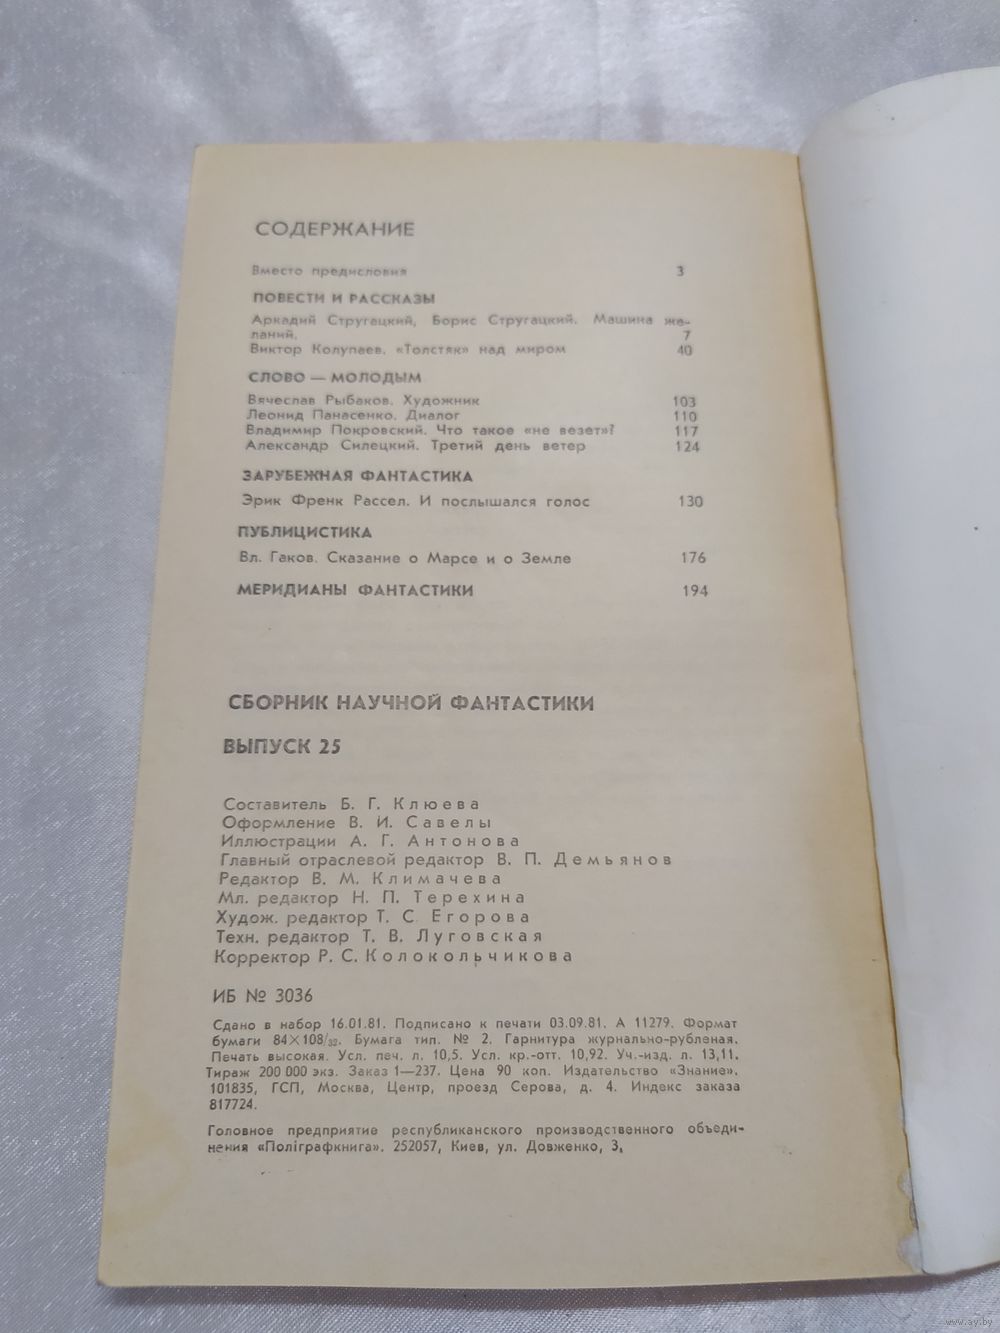 СОДЕРЖАНИЕ
Вместо предисловия 3
ПОВЕСТИ И РАССКАЗЫ
Аркадий Стругацкий, Борис Стругацкий. Машина же-
ланий. 7
Виктор Колупаев. «Толстяк» над миром 40
СЛОВО — МОЛОДЫМ
Вячеслав Рыбаков. Художник 103
Леонид Панасенко. Диалог 110
Владимир Покровский. Что такое «не везет»? 117
Александр Силецкий. Третий день ветер 124
ЗАРУБЕЖНАЯ ФАНТАСТИКА
Эрик Френк Рассел. И послышался голос 130
ПУБЛИЦИСТИКА
Вл. Гаков. Сказание о Марсе и о Земле 176
МЕРИДИАНЫ ФАНТАСТИКИ 194
СБОРНИК НАУЧНОЙ ФАНТАСТИКИ
ВЫПУСК 25
Составитель Б. Г. Клюева
Оформление В. И. Савелы
Иллюстрации А. Г. Антонова
Главный отраслевой редактор В. П. Демьянов
Редактор В. М. Климачева
Мл. редактор Н. П. Терехина
Худож. редактор Т. С. Егорова
Техн. редактор Т. В. Луговская
Корректор Р. С. Колокольчикова
ИБ № 3036
Сдано в набор 16.01.81. Подписано к печати 03.09.81. А 11279. Формат
бумаги 84×108/32. Бумага тип. № 2. Гарнитура журнально-рубленая.
Печать высокая. Усл. печ. л. 10,5. Усл. кр.-отт. 10,92. Уч.-изд. л. 13,11.
Тираж 200 000 экз. Заказ 1—237. Цена 90 коп. Издательство «Знание».
101835, ГСП, Москва, Центр, проезд Серова, д. 4. Индекс заказа
817724.
Головное предприятие республиканского производственного объеди-
нения «Полiграфкнига». 252057, Киев, ул. Довженко, 3.
www.ay.by